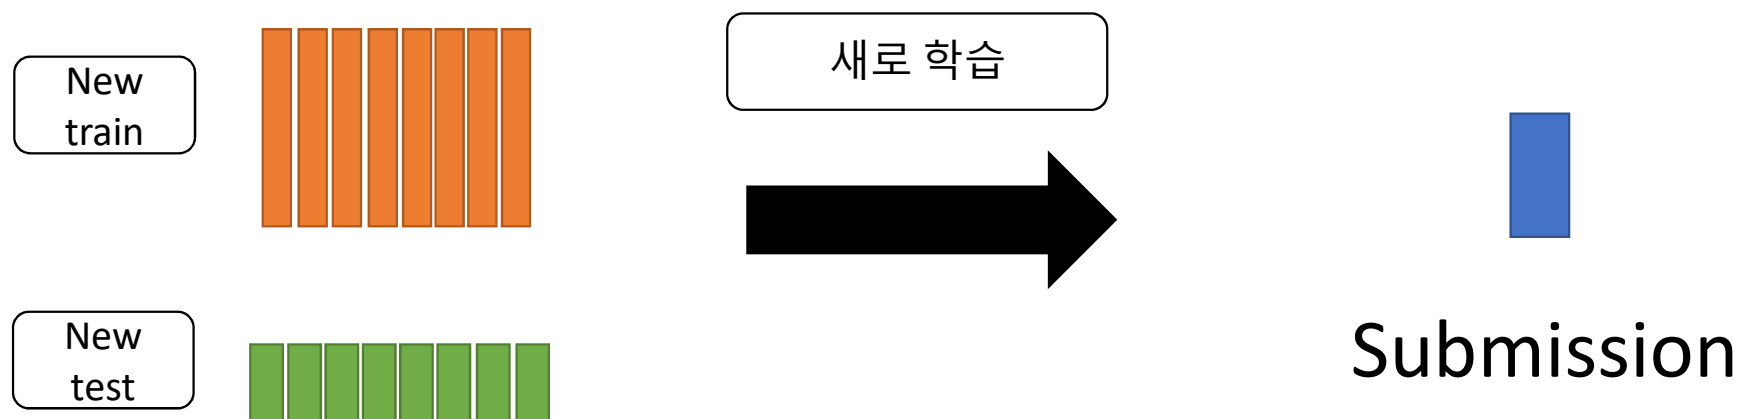 New
train
새로 학습
New
test
Submission